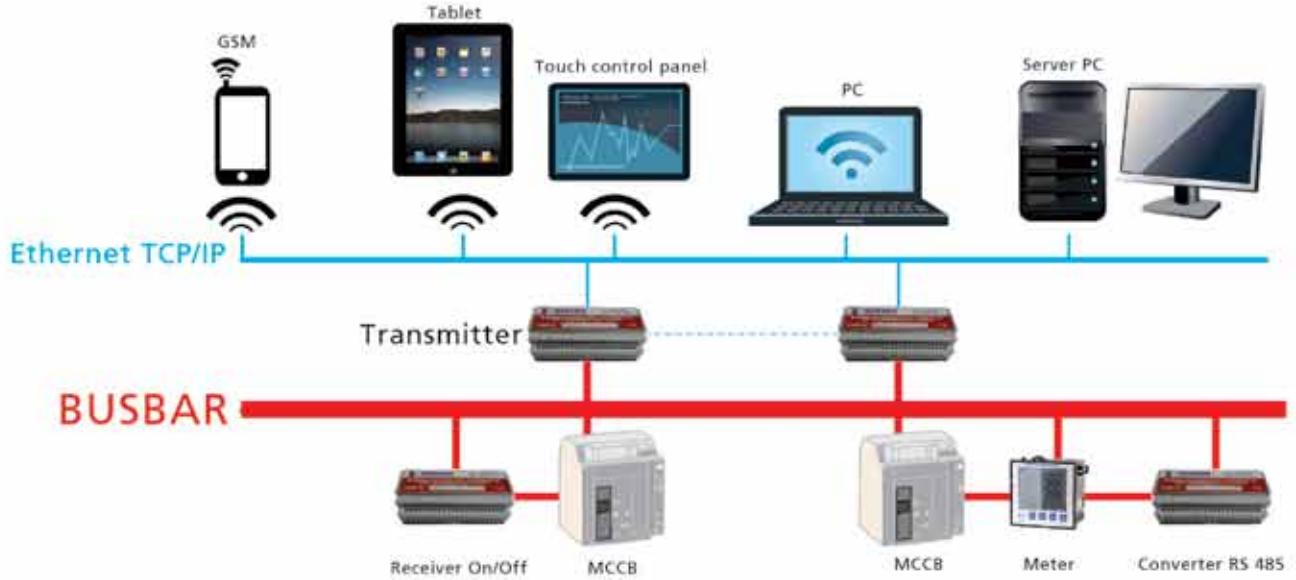 Tablet
GSM
Touch control panel
PC
Server PC
Ethernet TCP/IP
Transmitter
BUSBAR
Receiver On/Off
MCCB
MCCB
Meter
Converter RS 485